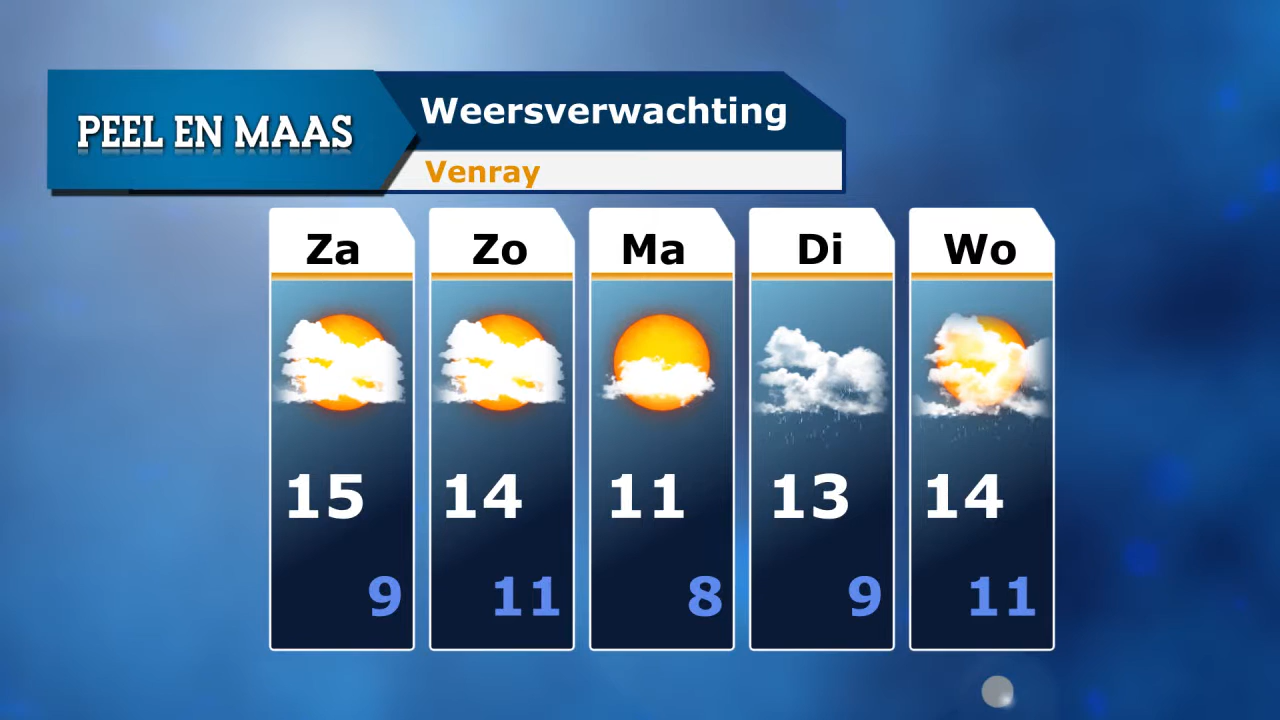 PEEL EN MAAS
Weersverwachting
Venray
Za Zo Ma Di Wo
15 14 11 13 14
9 11 8 9 11